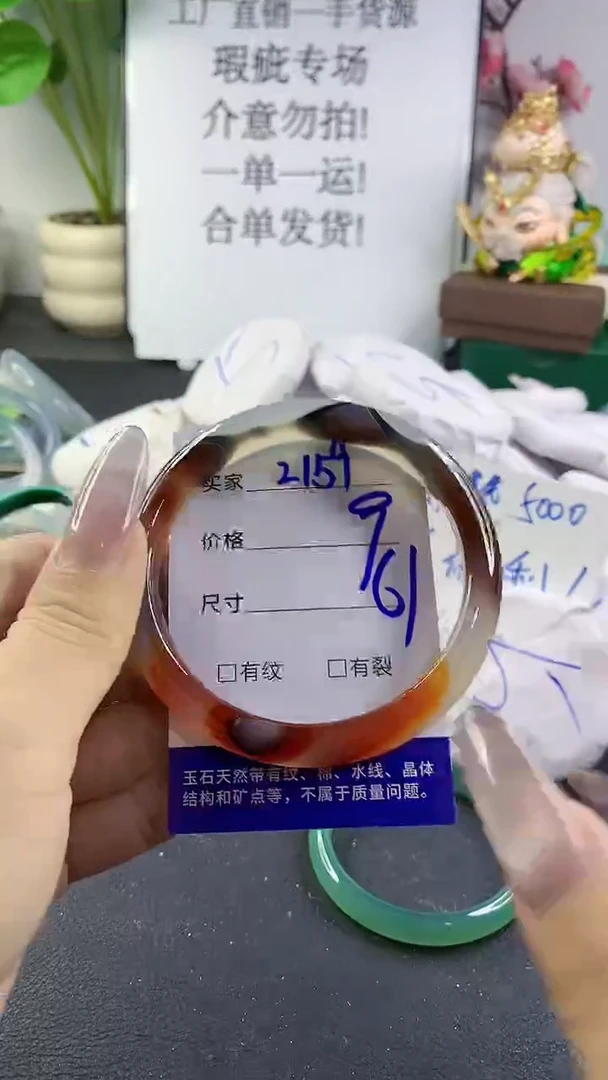 工厂直销一手货源
瑕疵专场
介意勿拍!
一单一运!
合单发货!
买家 2157
价格 9
尺寸 61
□有纹 □有裂
5000
玉石天然带有纹、棉、水线、晶体
结构和矿点等，不属于质量问题。